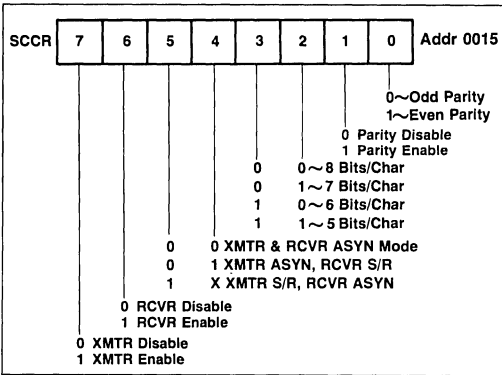 SCCR 7 6 5 4 3 2 1 0 Addr 0015
0~Odd Parity
1~Even Parity
0 Parity Disable
1 Parity Enable
0 0~8 Bits/Char
0 1~7 Bits/Char
1 0~6 Bits/Char
1 1~5 Bits/Char
0 0 XMTR & RCVR ASYN Mode
0 1 XMTR ASYN, RCVR S/R
1 X XMTR S/R, RCVR ASYN
0 RCVR Disable
1 RCVR Enable
0 XMTR Disable
1 XMTR Enable